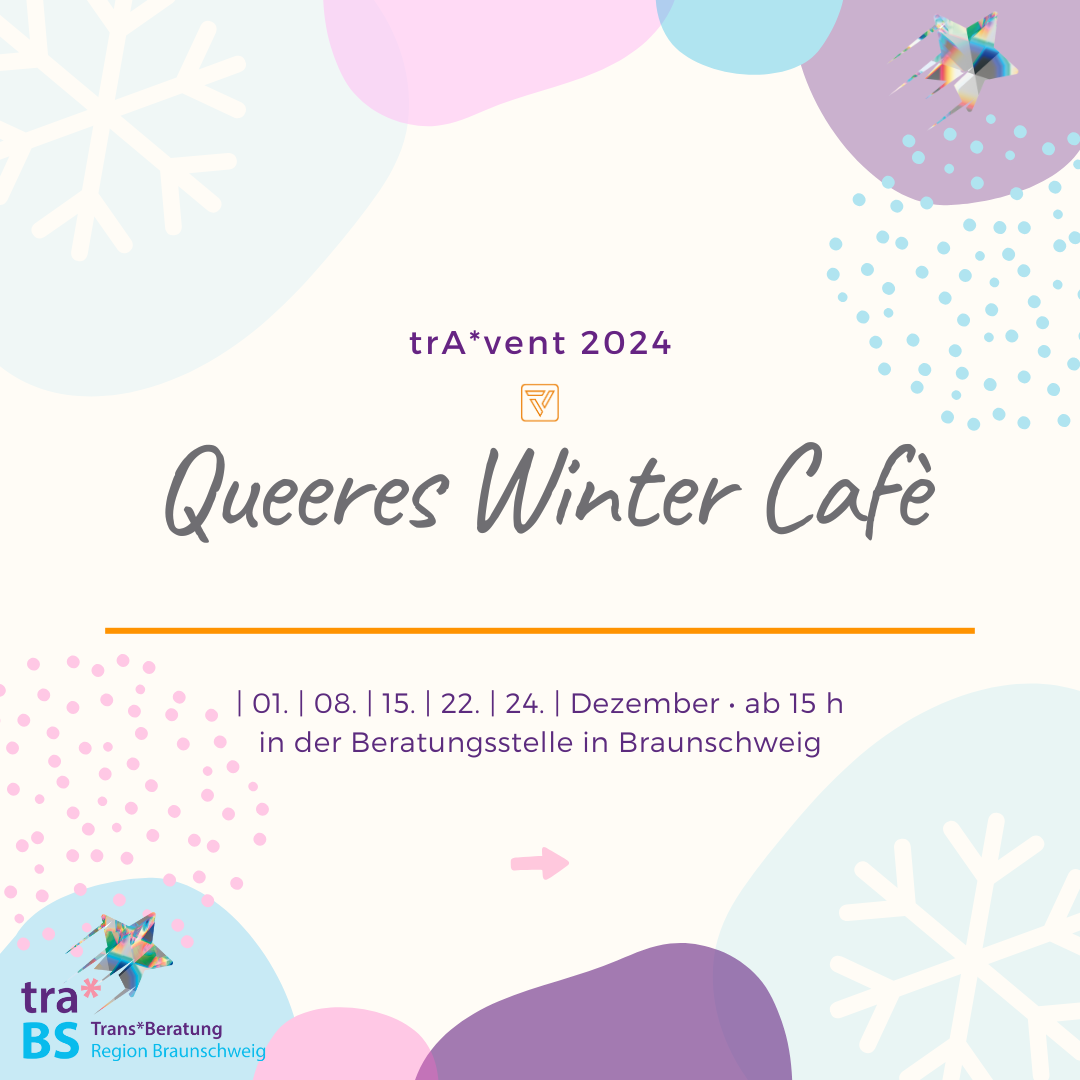 trA*vent 2024
Queeres Winter Cafè
| 01. | 08. | 15. | 22. | 24. | Dezember • ab 15 h
in der Beratungsstelle in Braunschweig
tra*
BS Trans*Beratung
Region Braunschweig